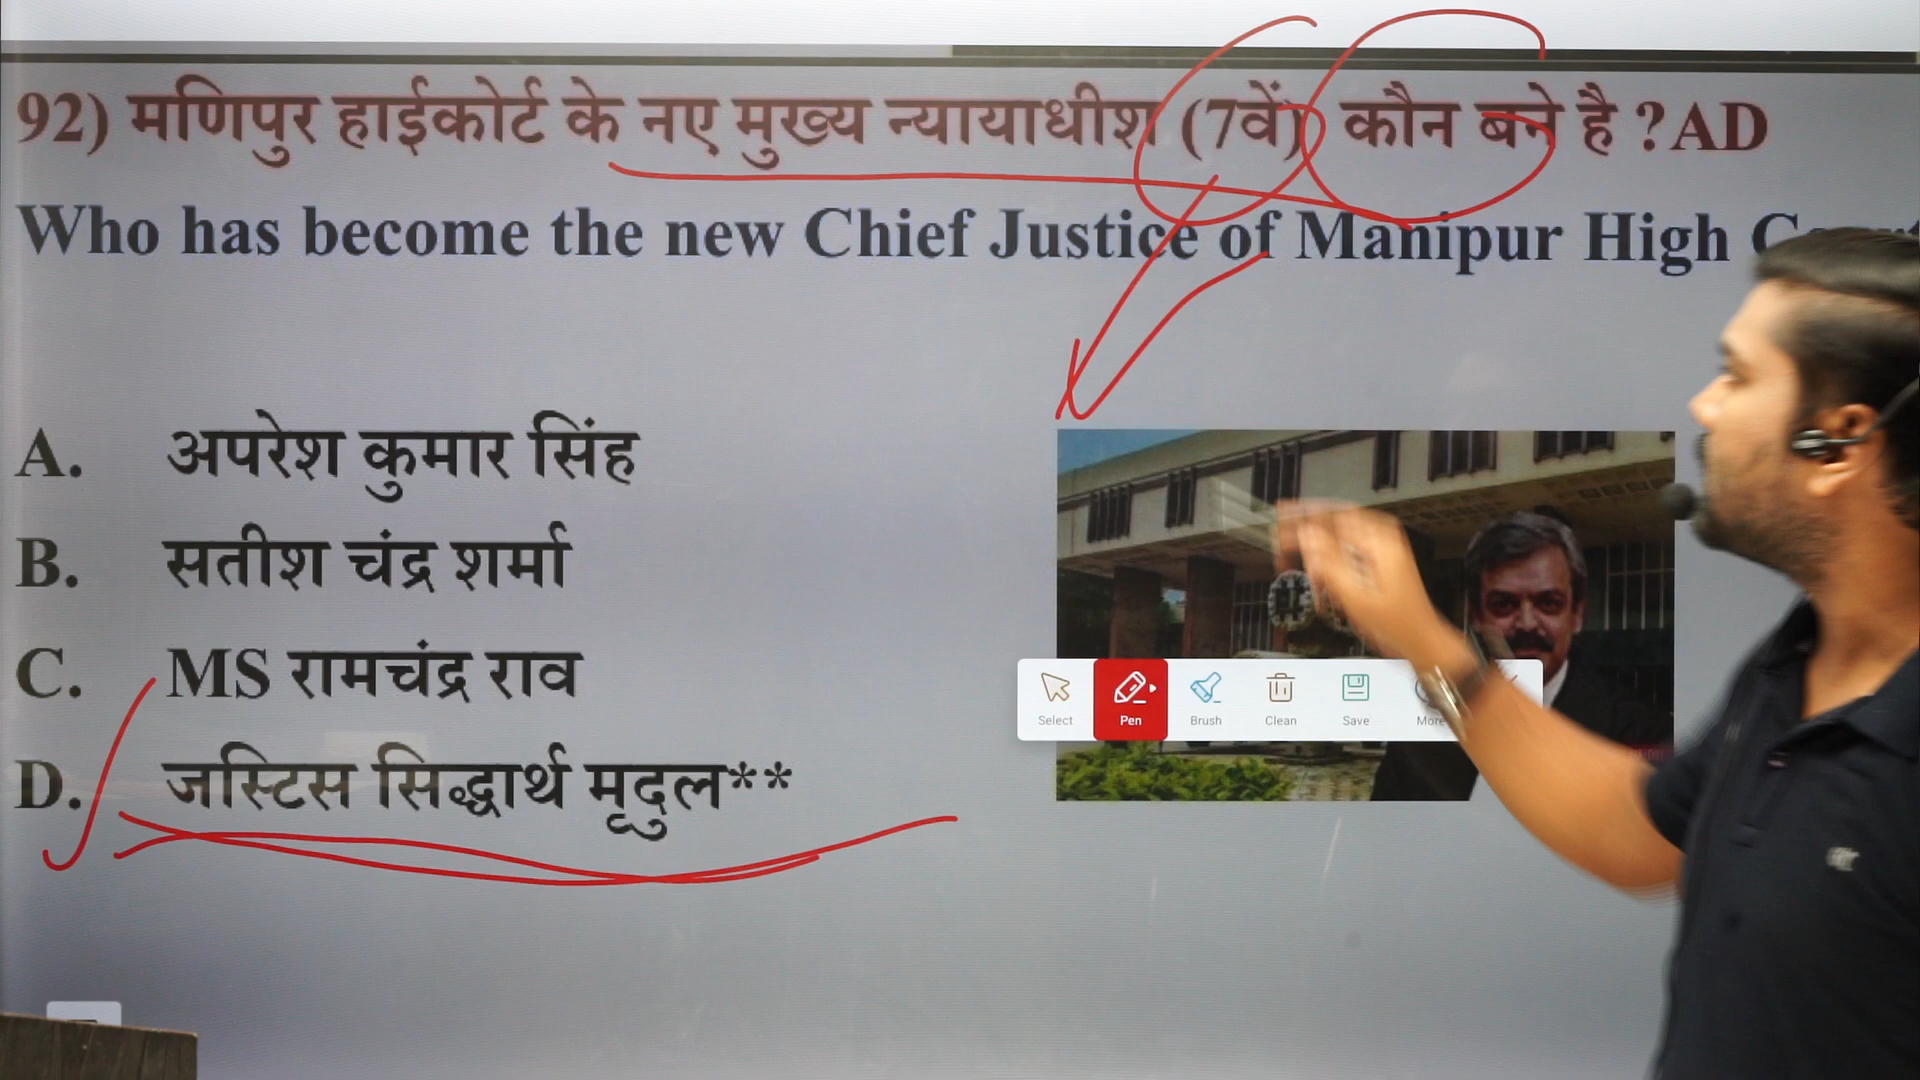 92) मणिपुर हाईकोर्ट के नए मुख्य न्यायाधीश (7वें) कौन बने है ?AD
Who has become the new Chief Justice of Manipur High
A. अपरेश कुमार सिंह
B. सतीश चंद्र शर्मा
C. MS रामचंद्र राव
D. जस्टिस सिद्धार्थ मृदुल**
Select Pen Brush Clean Save More